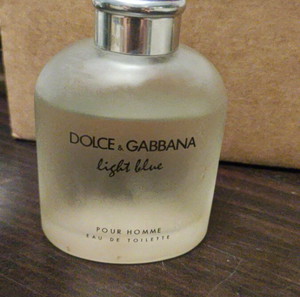 DOLCE & GABBANA
light blue
POUR HOMME
EAU DE TOILETTE